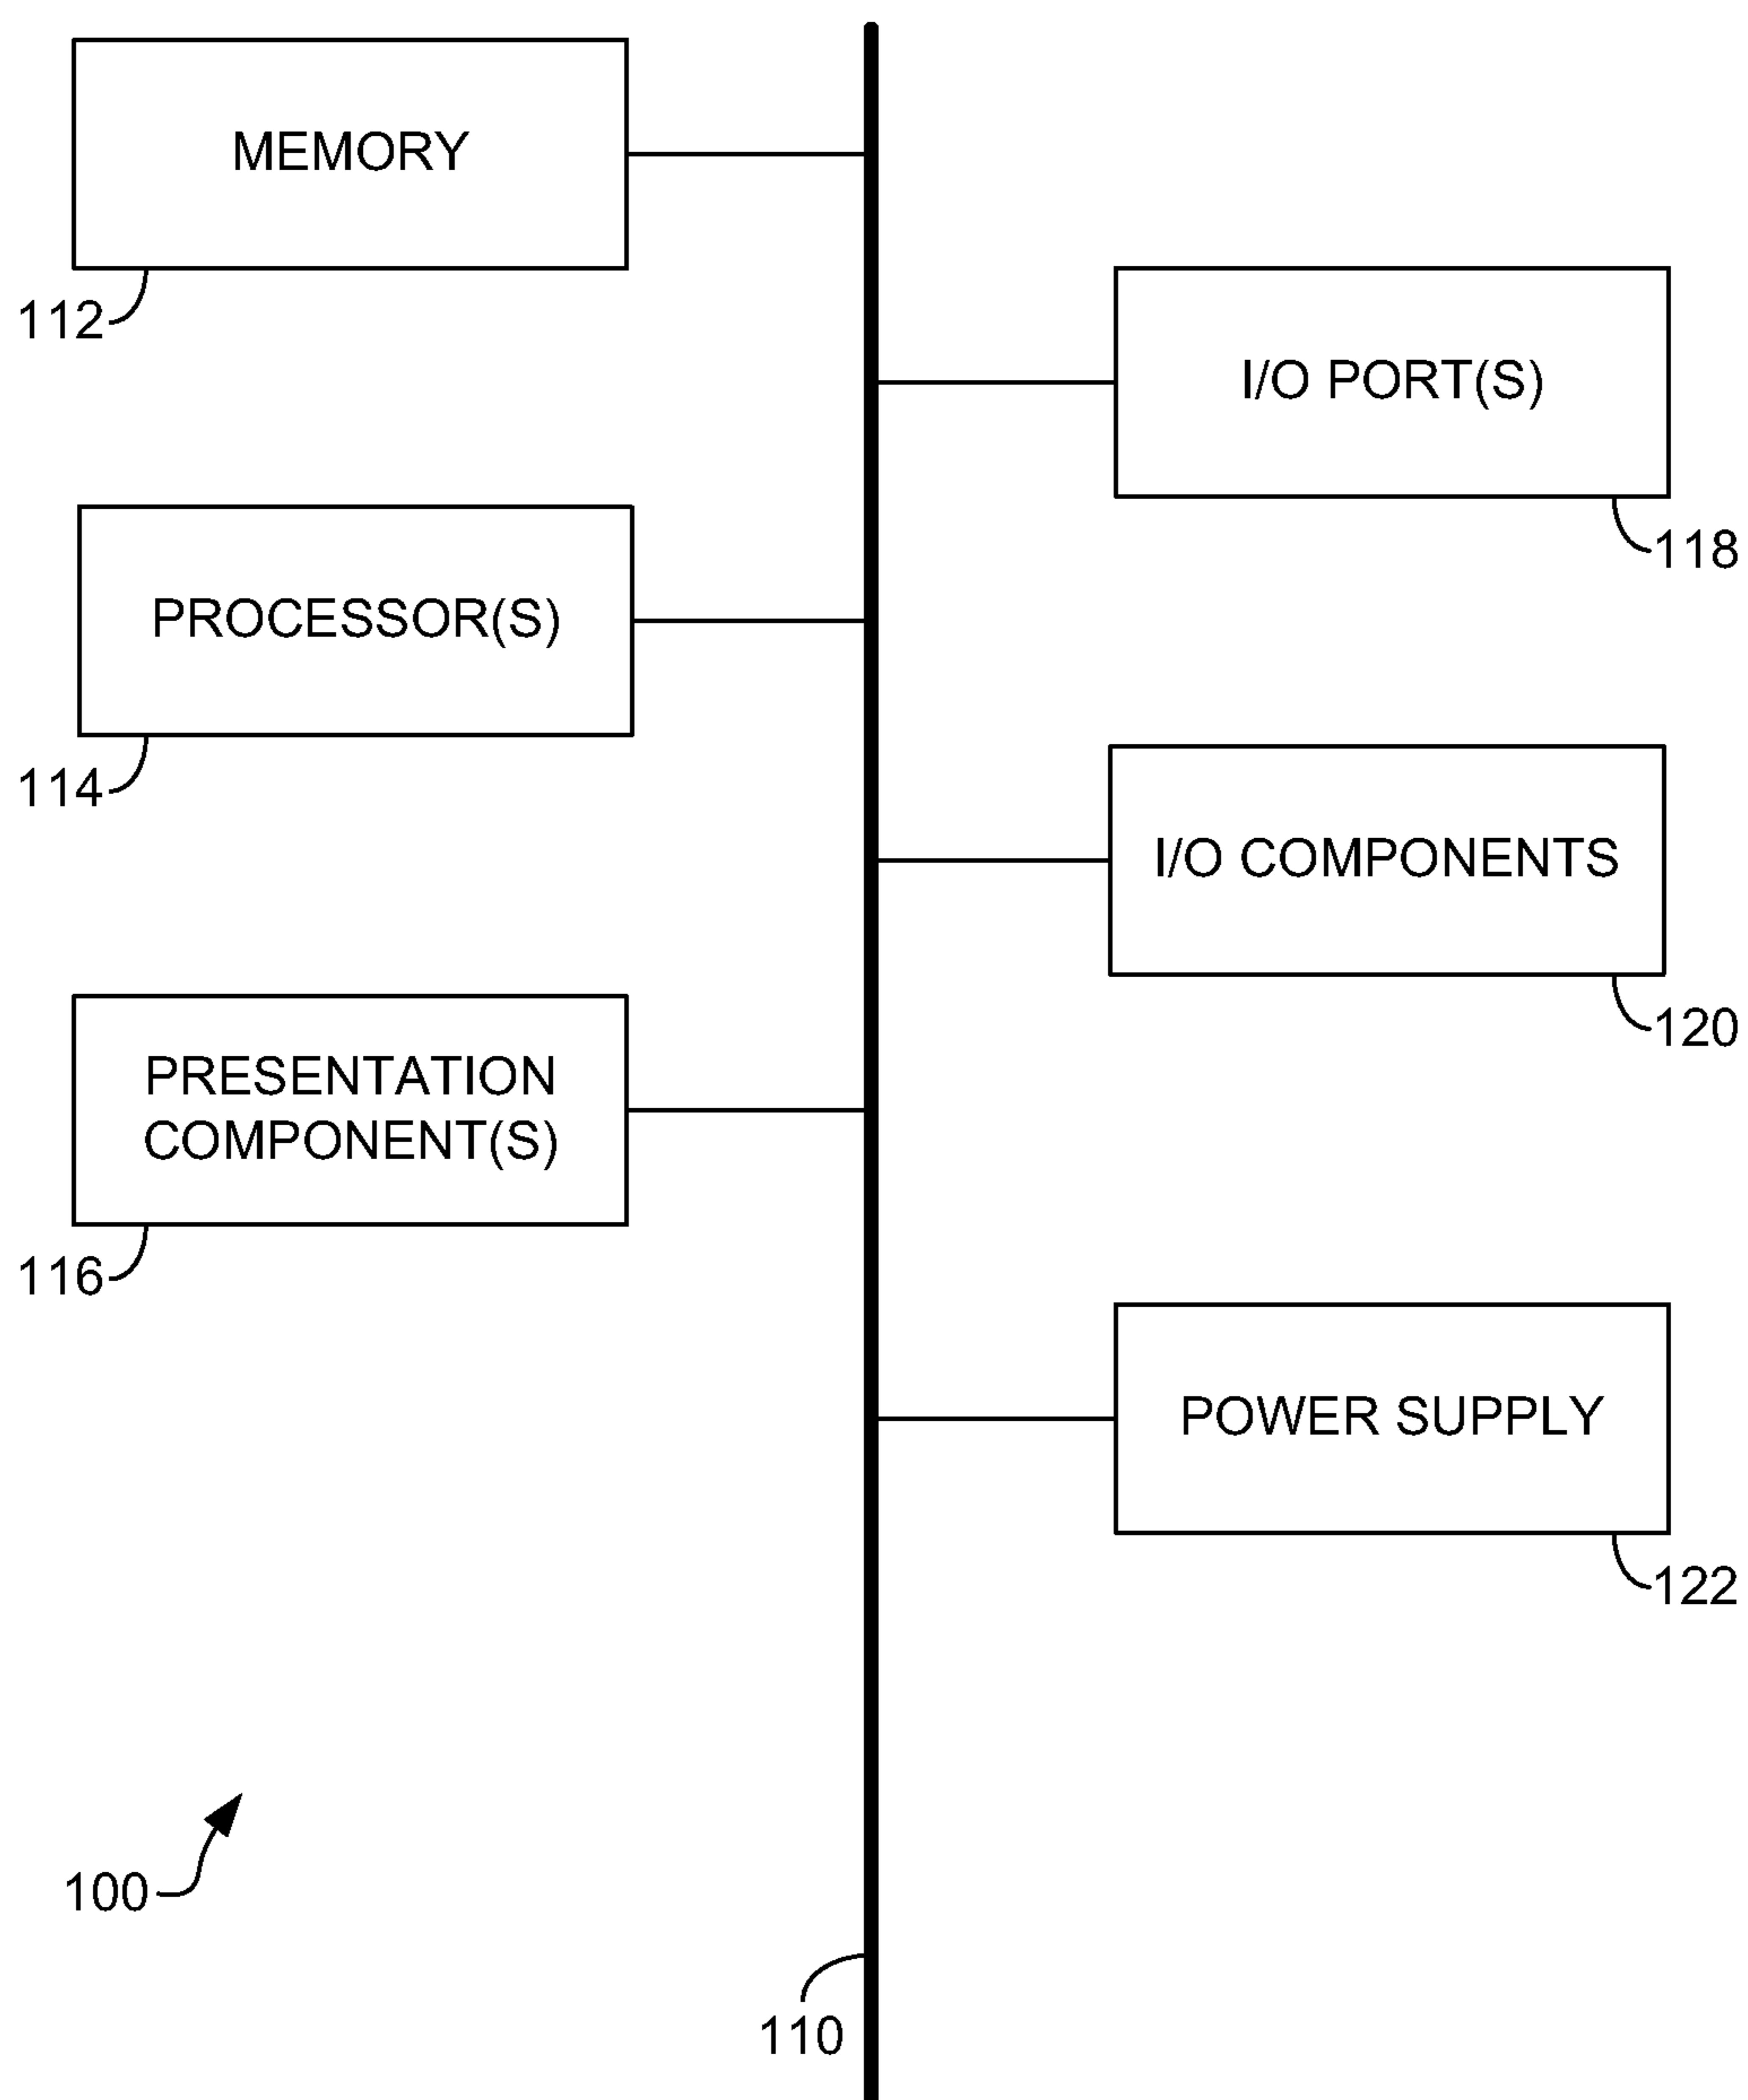 MEMORY
112
I/O PORT(S)
118
PROCESSOR(S)
114
I/O COMPONENTS
120
PRESENTATION
COMPONENT(S)
116
POWER SUPPLY
122
100
110